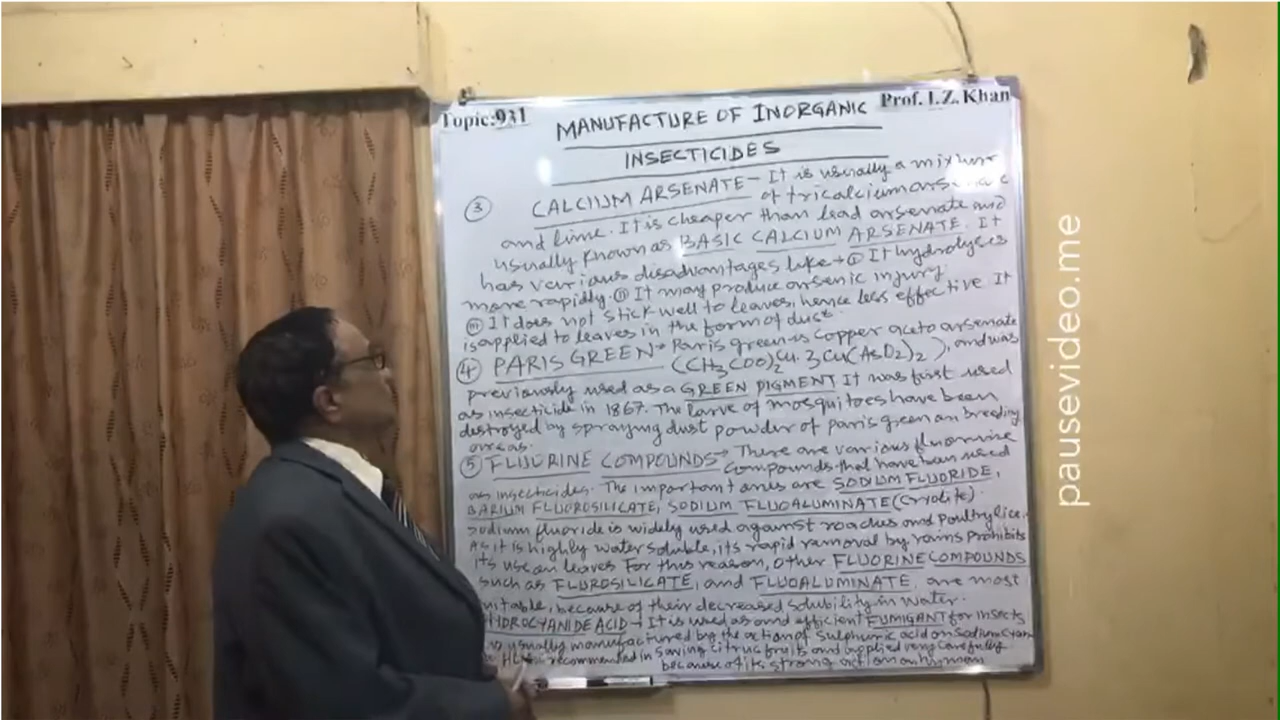 Topic:931
Prof. I.Z. Khan
MANUFACTURE OF INORGANIC
INSECTICIDES
③ CALCIUM ARSENATE – It is usually a mixture
of tricalcium
and lime. It is cheaper than lead arsenate and
usually known as BASIC CALCIUM ARSENATE. It
has various disadvantages like → ① It hydrolyses
more rapidly. ⑪ It may produce arsenic injury
⑪⑪ It does not stick well to leaves, hence less effective It
is applied to leaves in the form of dust.
④ PARIS GREEN → Paris green is copper aceto arsenate
(CH3COO)2Cu.3Cu(AsO2)2), and was
previously used as a GREEN PIGMENT It was first used
as insecticide in 1867. The larve of mosquitoes have been
destroyed by spraying dust powder of paris green on breeding
areas.
⑤ FLUURINE COMPOUNDS → There are various fluorine
compounds that have been used
as insecticides. The important ones are SODIUM FLUORIDE,
BARIUM FLUOROSILICATE, SODIUM FLUOALUMINATE (Cryolite).
Sodium fluoride is widely used against roaches and poultry lice.
As it is highly water soluble, its rapid removal by rains prohibits
its use on leaves For this reason, other FLUORINE COMPOUNDS
such as FLUROSILICATE, and FLUOALUMINATE are most
because of their decreased solubility in water.
HYDROCYANIDE ACID → It is used as and efficient FUMIGANT for insects
usually manufactured by the action of Sulphuric acid on Sodium
recommended in saving citrus fruits and applied very carefully
because of its strong action on human
pausevideo.me